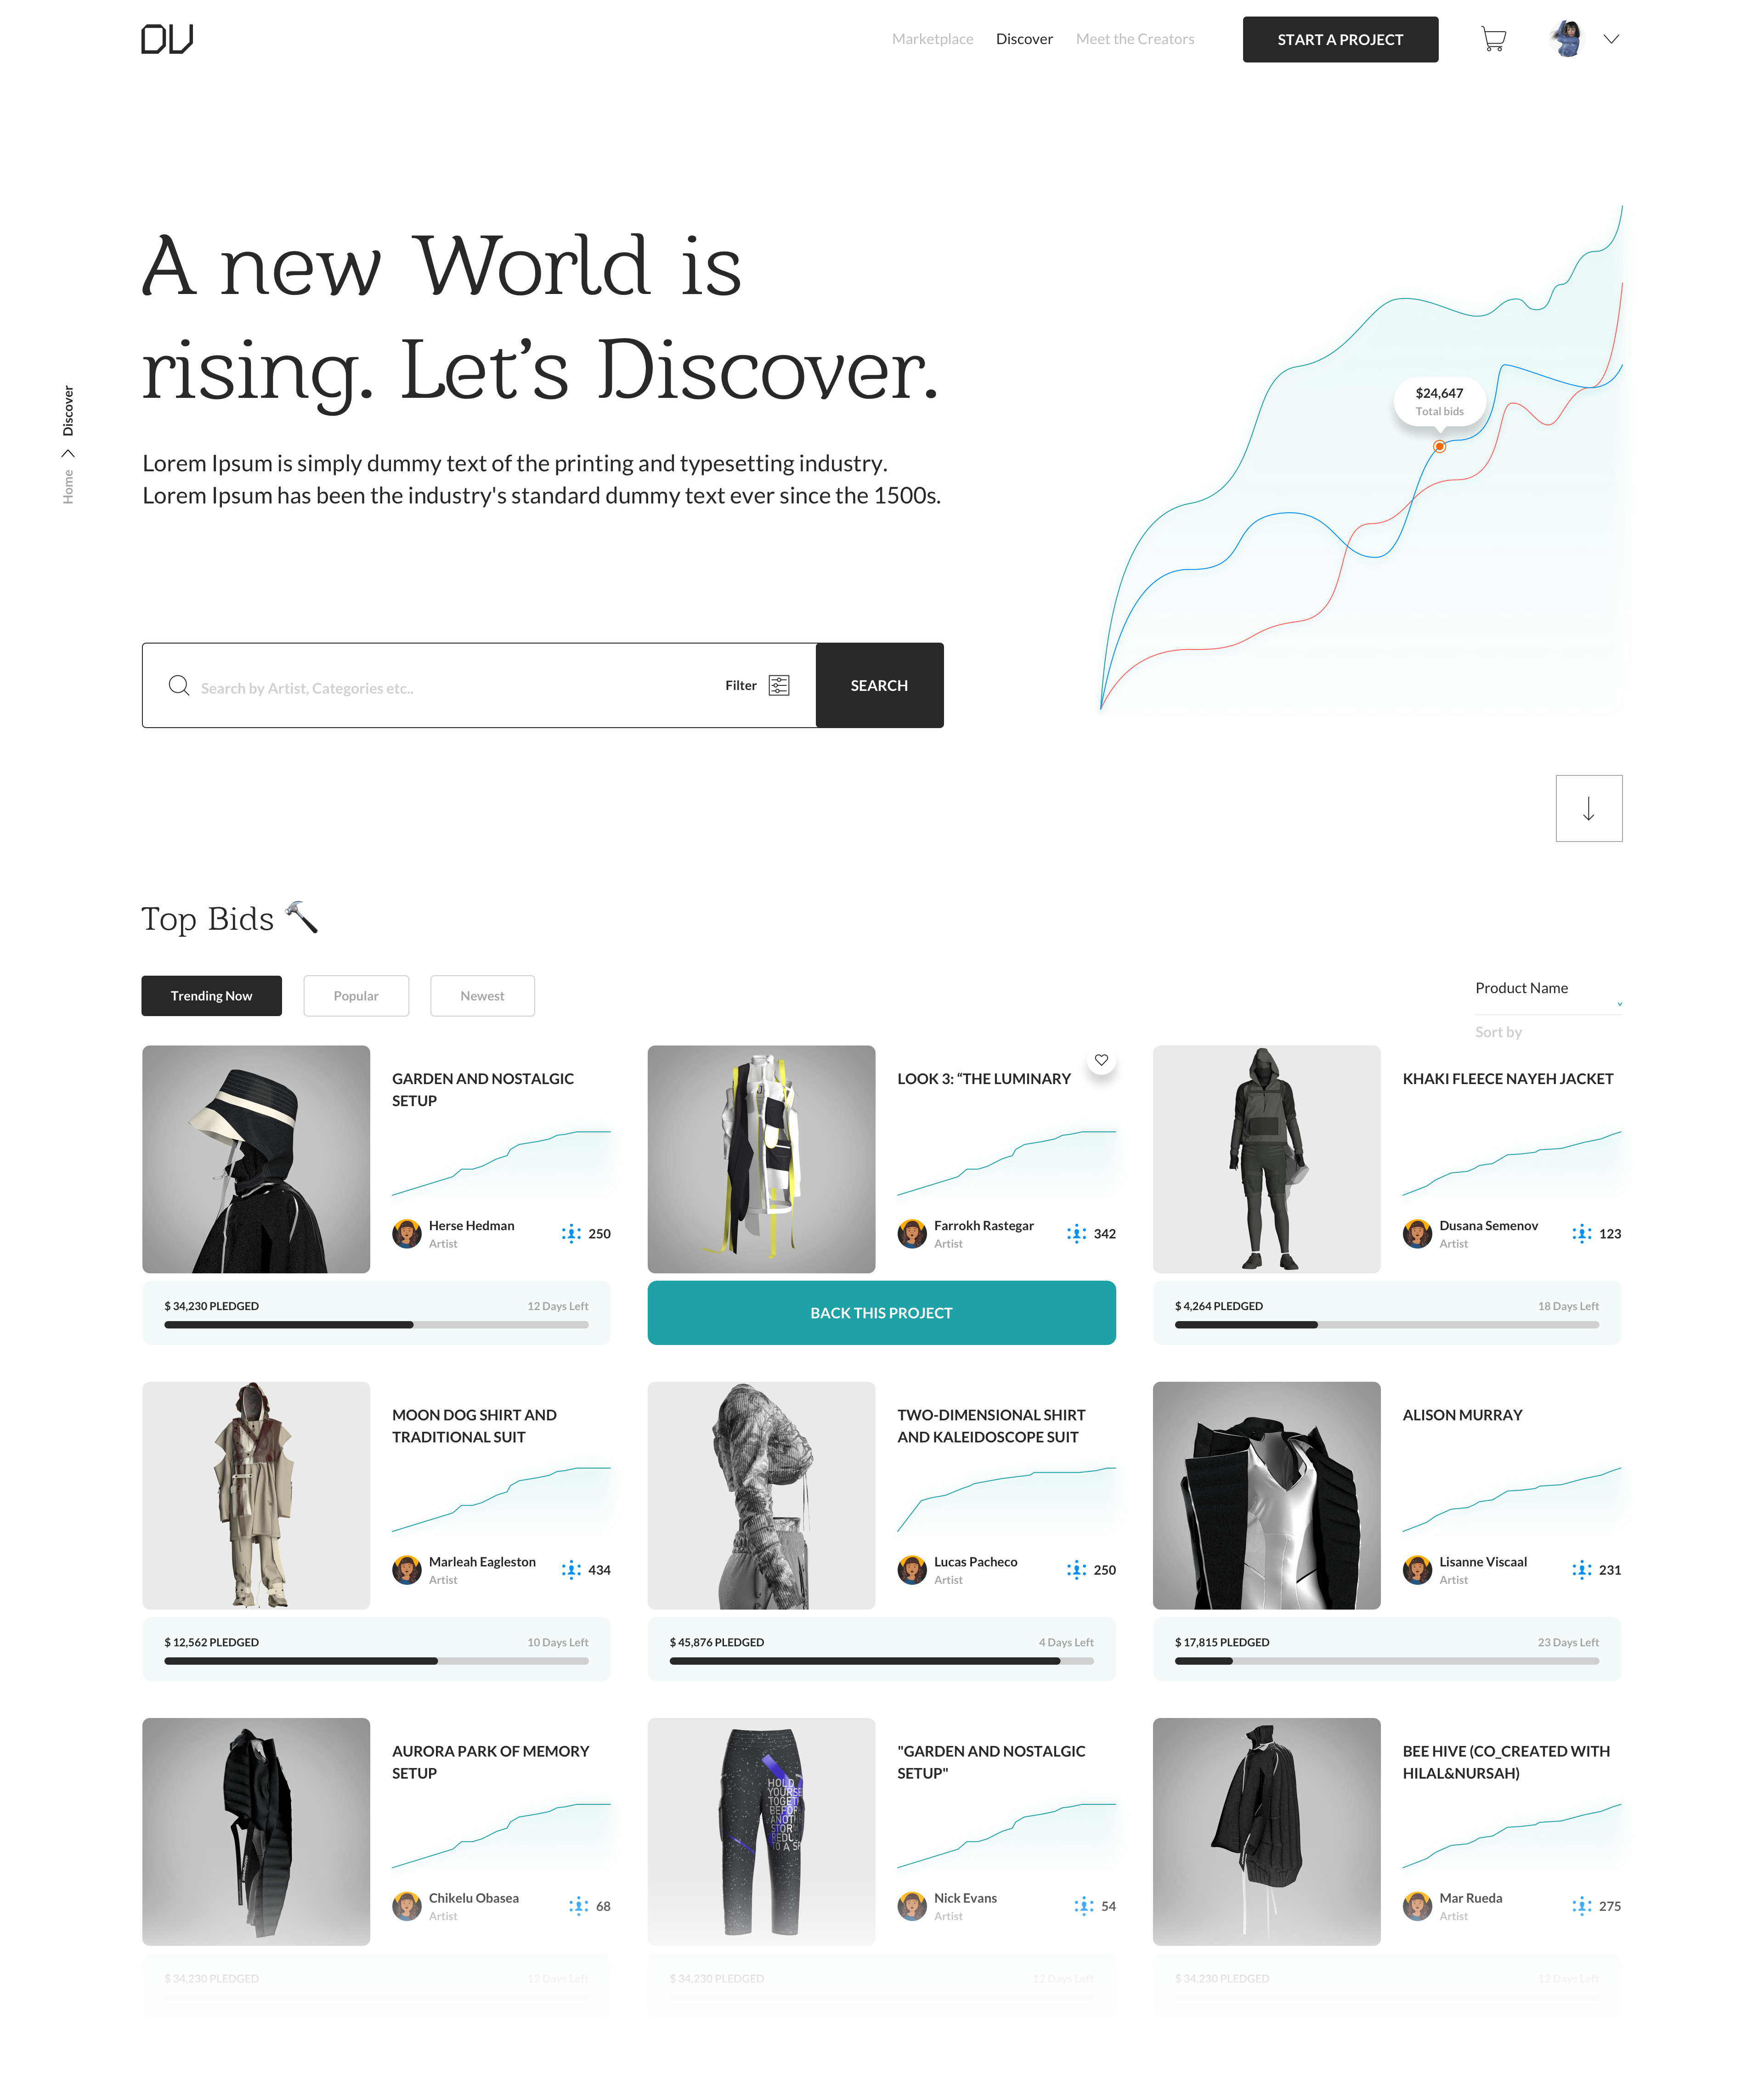 DU
Marketplace
Discover
Meet the Creators
START A PROJECT
A new World is
rising. Let’s Discover.
Home
Discover
Lorem Ipsum is simply dummy text of the printing and typesetting industry.
Lorem Ipsum has been the industry's standard dummy text ever since the 1500s.
$24,647
Total bids
Search by Artist, Categories etc..
Filter
SEARCH
Top Bids
Trending Now
Popular
Newest
Product Name
Sort by
GARDEN AND NOSTALGIC
SETUP
Herse Hedman
Artist
250
$ 34,230 PLEDGED
12 Days Left
LOOK 3: “THE LUMINARY
Farrokh Rastegar
Artist
342
BACK THIS PROJECT
KHAKI FLEECE NAYEH JACKET
Dusana Semenov
Artist
123
$ 4,264 PLEDGED
18 Days Left
MOON DOG SHIRT AND
TRADITIONAL SUIT
Marleah Eagleston
Artist
434
$ 12,562 PLEDGED
10 Days Left
TWO-DIMENSIONAL SHIRT
AND KALEIDOSCOPE SUIT
Lucas Pacheco
Artist
250
$ 45,876 PLEDGED
4 Days Left
ALISON MURRAY
Lisanne Viscaal
Artist
231
$ 17,815 PLEDGED
23 Days Left
AURORA PARK OF MEMORY
SETUP
Chikelu Obasea
Artist
68
$ 34,230 PLEDGED
12 Days Left
HOLD
"GARDEN AND NOSTALGIC
SETUP"
Nick Evans
Artist
54
$ 34,230 PLEDGED
12 Days Left
BEE HIVE (CO_CREATED WITH
HILAL&NURSAH)
Mar Rueda
Artist
275
$ 34,230 PLEDGED
12 Days Left